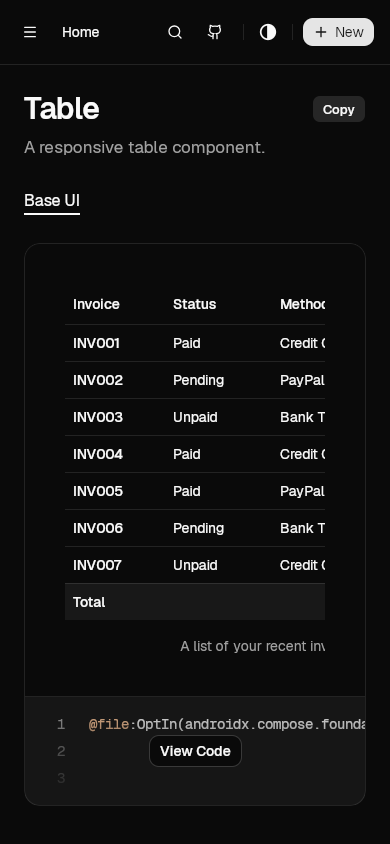 Home
New
Table
Copy
A responsive table component.
Base UI
Invoice Status Method
INV001 Paid Credit C
INV002 Pending PayPal
INV003 Unpaid Bank T
INV004 Paid Credit C
INV005 Paid PayPal
INV006 Pending Bank T
INV007 Unpaid Credit C
Total
A list of your recent inv
1 @file:OptIn(androidx.compose.founda
2
View Code
3